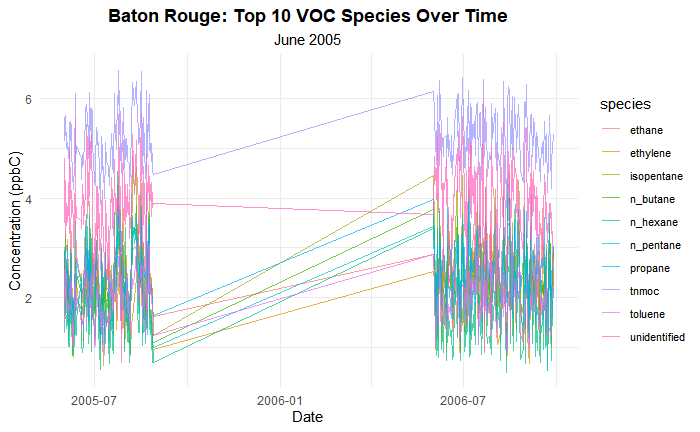 Baton Rouge: Top 10 VOC Species Over Time
June 2005
Concentration (ppbC)
6
4
2
2005-07
2006-01
2006-07
Date
species
ethane
ethylene
isopentane
n_butane
n_hexane
n_pentane
propane
tnmoc
toluene
unidentified